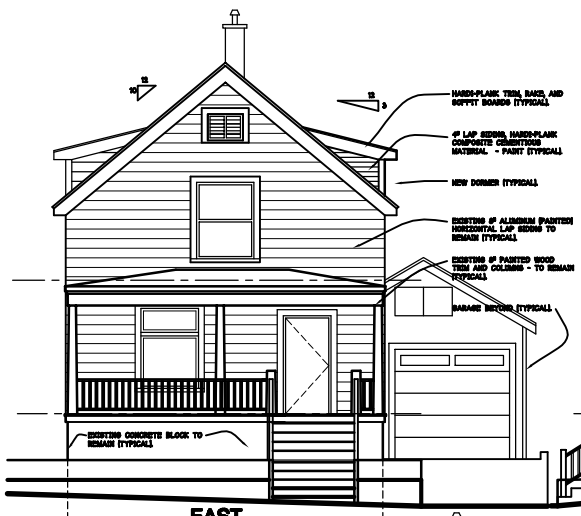 12
10
12
3
HARDI-PLANK TRIM, RAKE, AND
SOFFIT BOARDS (TYPICAL).
4" LAP SIDING, HARDI-PLANK
COMPOSITE CEMENTIOUS
MATERIAL - PAINT (TYPICAL)
NEW DORMER (TYPICAL).
EXISTING 8" ALUMINUM (PAINTED)
HORIZONTAL LAP SIDING TO
REMAIN (TYPICAL).
EXISTING 5" PAINTED WOOD
TRIM AND COLUMNS - TO REMAIN
(TYPICAL).
GARAGE BEYOND (TYPICAL).
EXISTING CONCRETE BLOCK TO
REMAIN (TYPICAL).
EAST